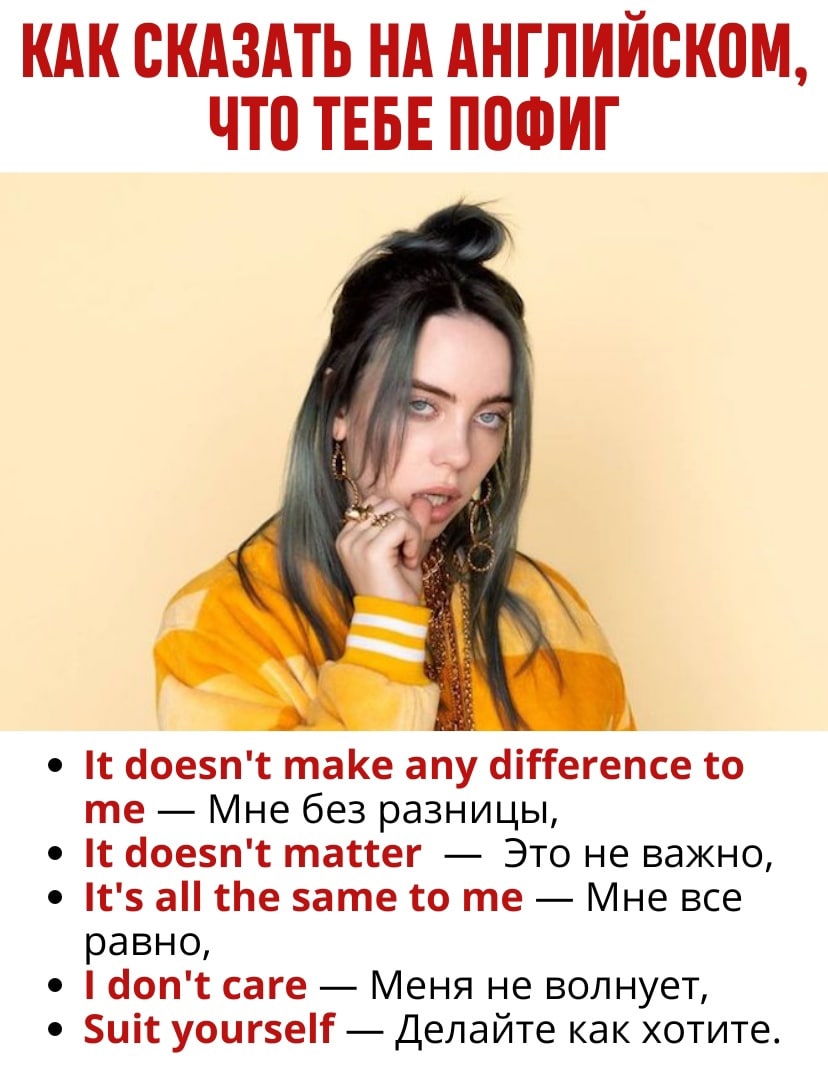 КАК СКАЗАТЬ НА АНГЛИЙСКОМ,
ЧТО ТЕБЕ ПОФИГ
• It doesn't make any difference to
me — Мне без разницы,
• It doesn't matter — Это не важно,
• It's all the same to me — Мне все
равно,
• I don't care — Меня не волнует,
• Suit yourself — Делайте как хотите.